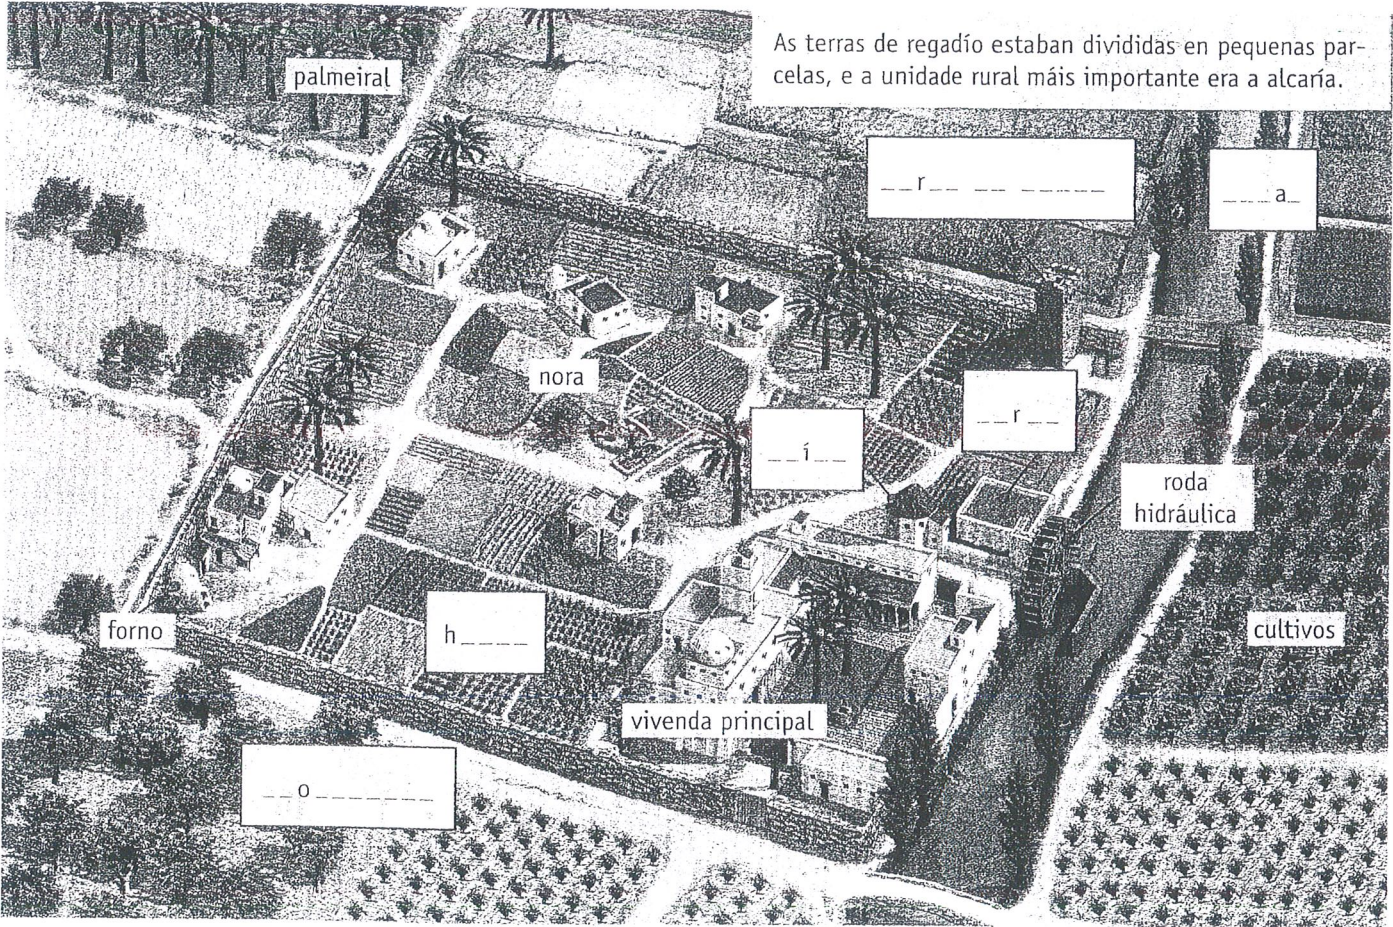 As terras de regadío estaban divididas en pequenas par-
celas, e a unidade rural máis importante era a alcaría.
palmeiral
__r__ __ _____
___a_
nora
__í__
__r__
roda
hidráulica
forno
h____
cultivos
vivenda principal
__o_______